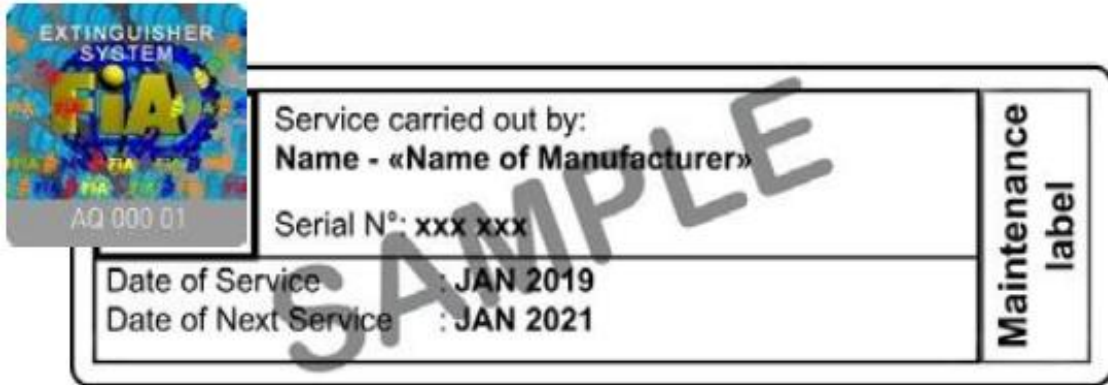 EXTINGUISHER
SYSTEM
FIA
AQ 000 01
Service carried out by:
Name - «Name of Manufacturer»
Serial N°: xxx xxx
Date of Service : JAN 2019
Date of Next Service : JAN 2021
Maintenance
label
SAMPLE